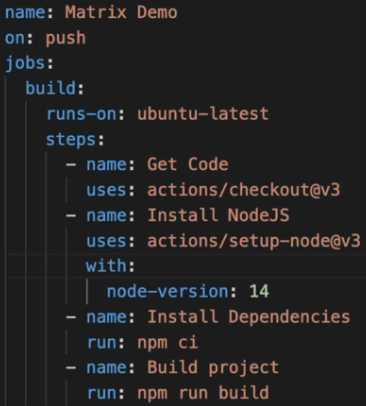 name: Matrix Demo
on: push
jobs:
  build:
    runs-on: ubuntu-latest
    steps:
      - name: Get Code
        uses: actions/checkout@v3
      - name: Install NodeJS
        uses: actions/setup-node@v3
        with:
          node-version: 14
      - name: Install Dependencies
        run: npm ci
      - name: Build project
        run: npm run build